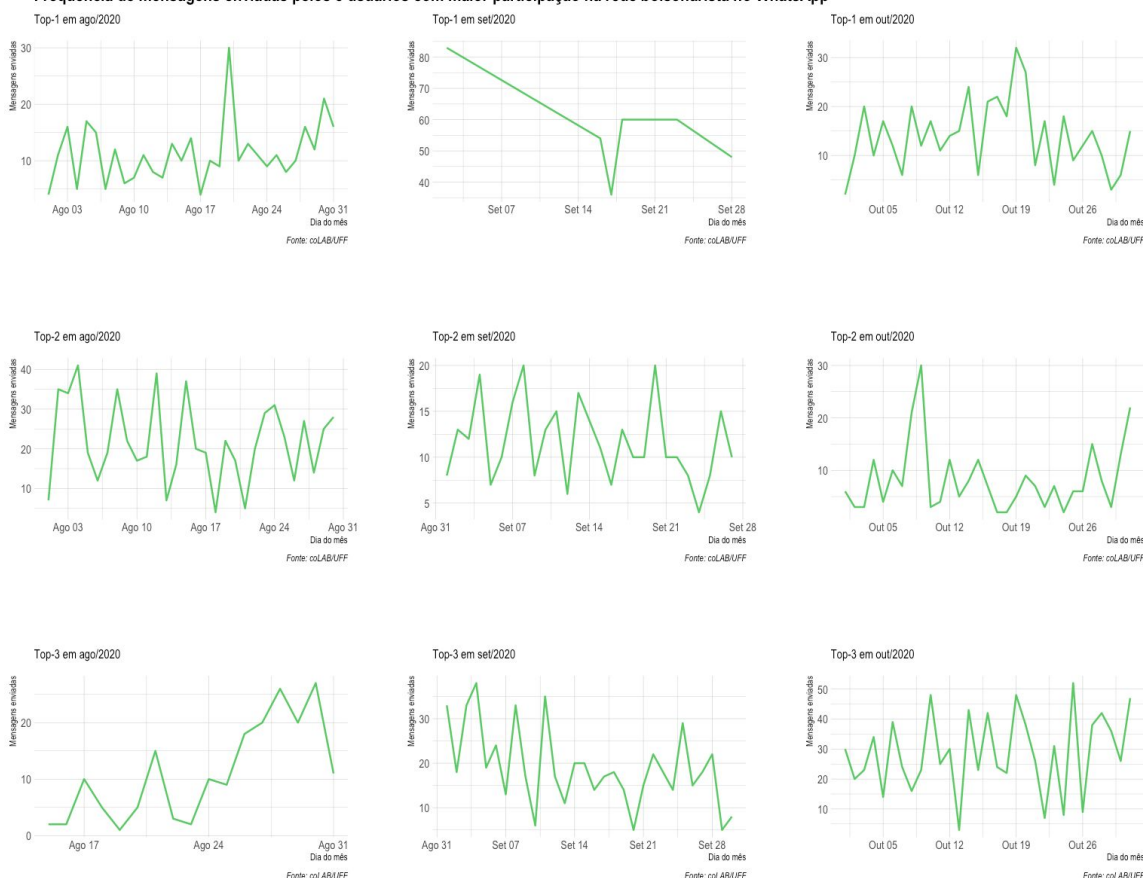 Frequência de mensagens enviadas pelos usuários com maior participação na rede bolsonarista no WhatsApp
Top-1 em ago/2020
Mensagens enviadas
30
20
10
Ago 03 Ago 10 Ago 17 Ago 24 Ago 31
Dia do mês
Fonte: coLAB/UFF
Top-1 em set/2020
Mensagens enviadas
80
70
60
50
40
Set 07 Set 14 Set 21 Set 28
Dia do mês
Fonte: coLAB/UFF
Top-1 em out/2020
Mensagens enviadas
30
20
10
Out 05 Out 12 Out 19 Out 26
Dia do mês
Fonte: coLAB/UFF
Top-2 em ago/2020
Mensagens enviadas
40
30
20
10
Ago 03 Ago 10 Ago 17 Ago 24 Ago 31
Dia do mês
Fonte: coLAB/UFF
Top-2 em set/2020
Mensagens enviadas
20
15
10
5
Ago 31 Set 07 Set 14 Set 21 Set 28
Dia do mês
Fonte: coLAB/UFF
Top-2 em out/2020
Mensagens enviadas
30
20
10
Out 05 Out 12 Out 19 Out 26
Dia do mês
Fonte: coLAB/UFF
Top-3 em ago/2020
Mensagens enviadas
20
10
0
Ago 17 Ago 24 Ago 31
Dia do mês
Fonte: coLAB/UFF
Top-3 em set/2020
Mensagens enviadas
30
20
10
Ago 31 Set 07 Set 14 Set 21 Set 28
Dia do mês
Fonte: coLAB/UFF
Top-3 em out/2020
Mensagens enviadas
50
40
30
20
10
Out 05 Out 12 Out 19 Out 26
Dia do mês
Fonte: coLAB/UFF